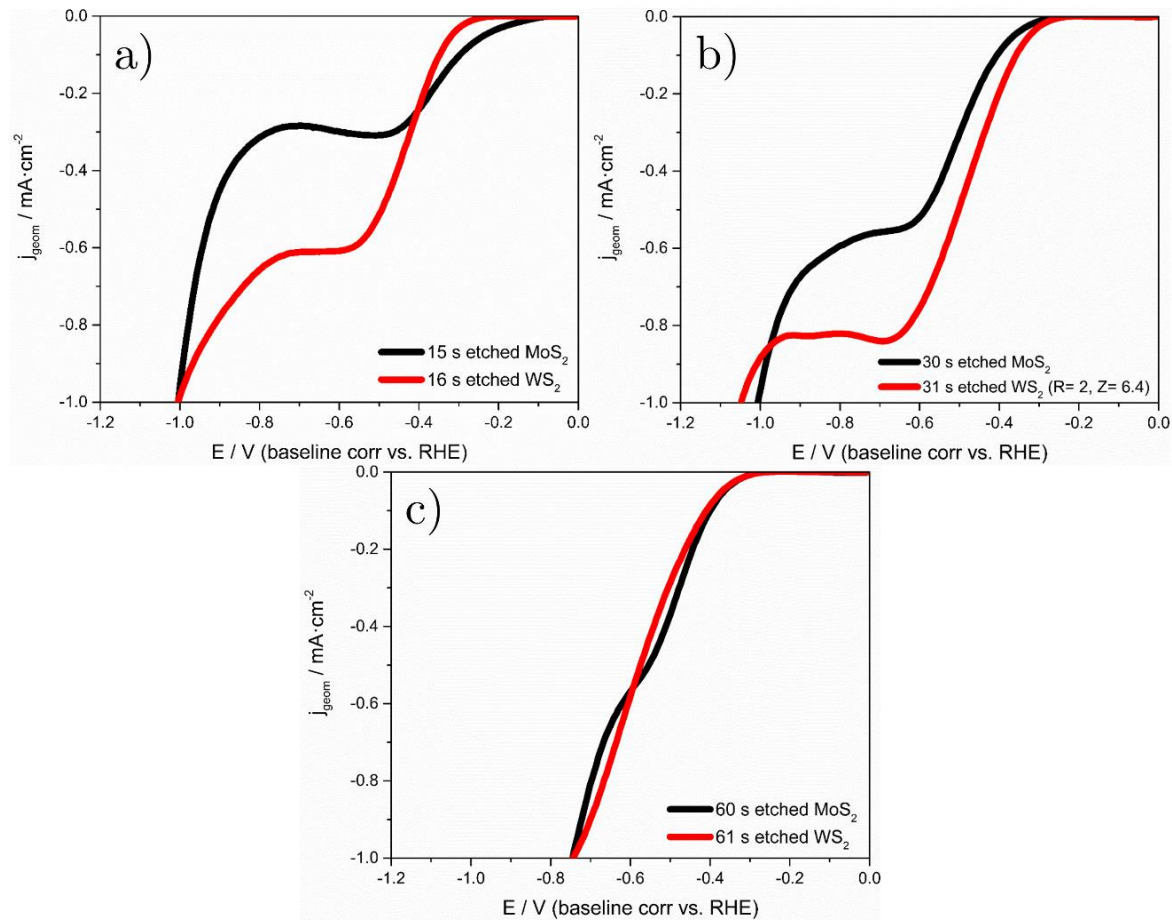 a)
0.0
-0.2
-0.4
-0.6
-0.8
-1.0
j_geom / mA·cm⁻²
15 s etched MoS₂
16 s etched WS₂
-1.2 -1.0 -0.8 -0.6 -0.4 -0.2 0.0
E / V (baseline corr vs. RHE)
b)
0.0
-0.2
-0.4
-0.6
-0.8
-1.0
j_geom / mA·cm⁻²
30 s etched MoS₂
31 s etched WS₂ (R= 2, Z= 6.4)
-1.2 -1.0 -0.8 -0.6 -0.4 -0.2 0.0
E / V (baseline corr vs. RHE)
c)
0.0
-0.2
-0.4
-0.6
-0.8
-1.0
j_geom / mA·cm⁻²
60 s etched MoS₂
61 s etched WS₂
-1.2 -1.0 -0.8 -0.6 -0.4 -0.2 0.0
E / V (baseline corr vs. RHE)